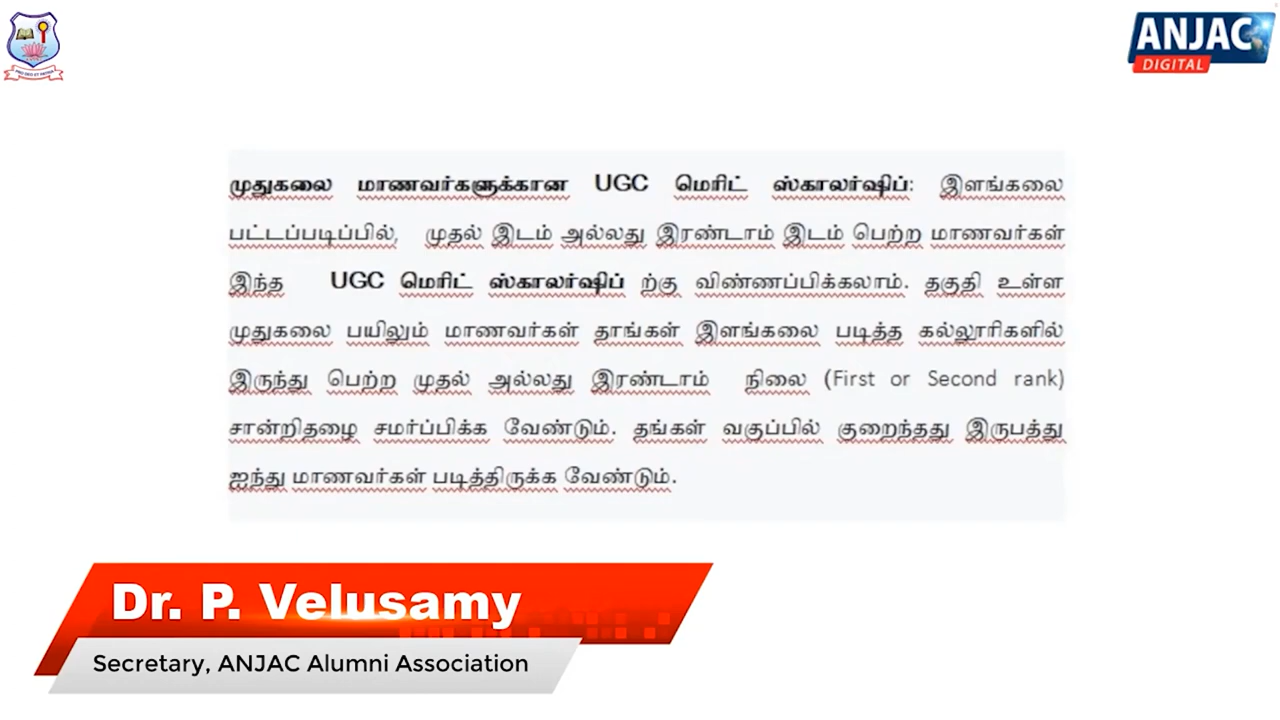 ANJAC
DIGITAL
முதுகலை மாணவர்களுக்கான UGC மெரிட் ஸ்காலர்ஷிப்: இளங்கலை
பட்டப்படிப்பில், முதல் இடம் அல்லது இரண்டாம் இடம் பெற்ற மாணவர்கள்
இந்த UGC மெரிட் ஸ்காலர்ஷிப் ற்கு விண்ணப்பிக்கலாம். தகுதி உள்ள
முதுகலை பயிலும் மாணவர்கள் தாங்கள் இளங்கலை படித்த கல்லூரிகளில்
இருந்து பெற்ற முதல் அல்லது இரண்டாம் நிலை (First or Second rank)
சான்றிதழை சமர்ப்பிக்க வேண்டும். தங்கள் வகுப்பில் குறைந்தது இருபத்து
ஐந்து மாணவர்கள் படித்திருக்க வேண்டும்.
Dr. P. Velusamy
Secretary, ANJAC Alumni Association